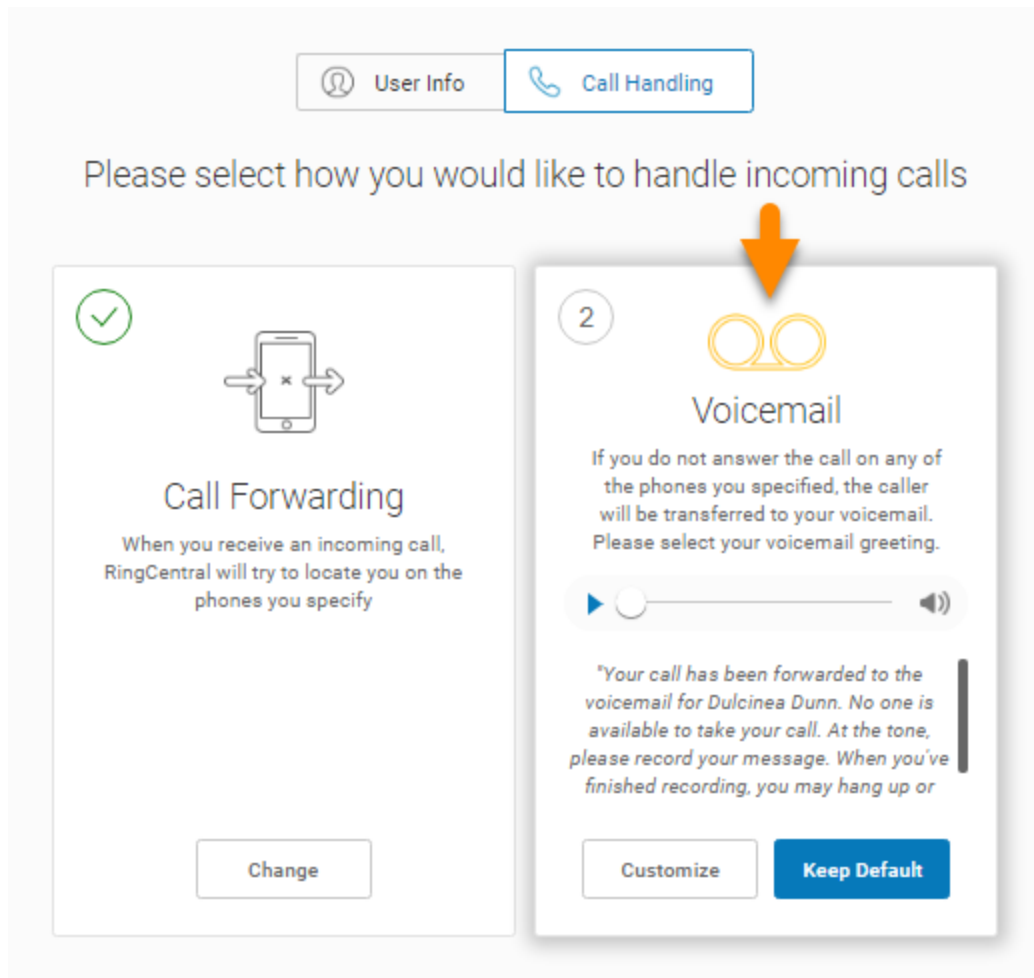 User Info
Call Handling
Please select how you would like to handle incoming calls
Call Forwarding
When you receive an incoming call,
RingCentral will try to locate you on the
phones you specify
Change
2
Voicemail
If you do not answer the call on any of
the phones you specified, the caller
will be transferred to your voicemail.
Please select your voicemail greeting.
"Your call has been forwarded to the
voicemail for Dulcinea Dunn. No one is
available to take your call. At the tone,
please record your message. When you've
finished recording, you may hang up or
Customize
Keep Default